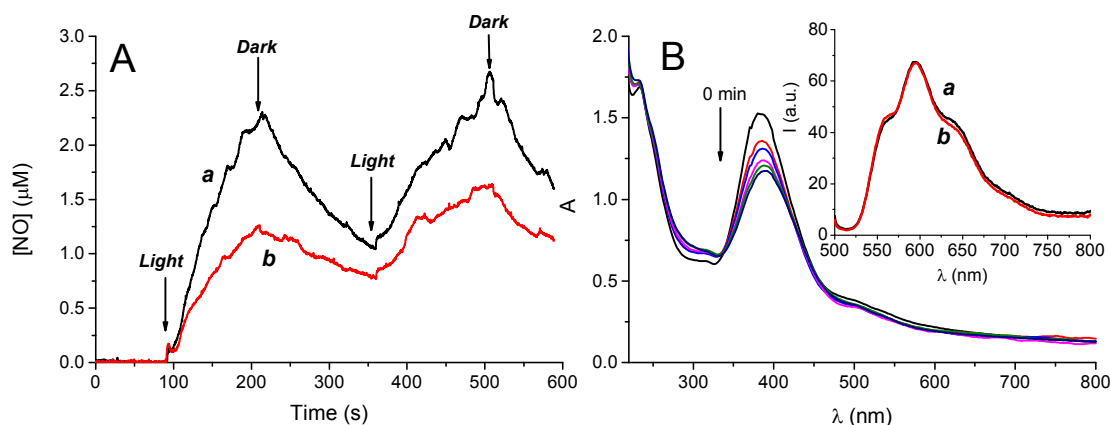 A
[NO] (μM)
3.0
2.5
2.0
1.5
1.0
0.5
0.0
0 100 200 300 400 500 600
Time (s)
Light
Dark
Light
Dark
a
b
B
A
2.0
1.5
1.0
0.5
0.0
300 400 500 600 700 800
λ (nm)
0 min
I (a.u.)
80
60
40
20
0
500 550 600 650 700 750 800
λ (nm)
a
b